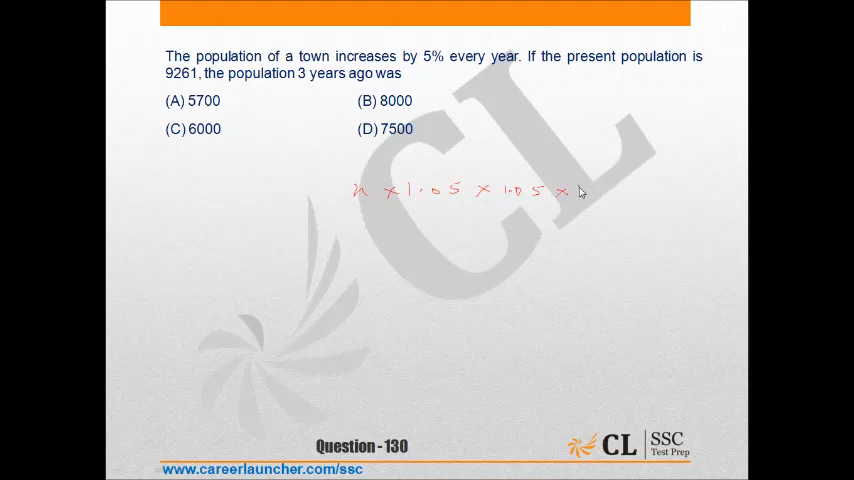 The population of a town increases by 5% every year. If the present population is
9261, the population 3 years ago was
(A) 5700 (B) 8000
(C) 6000 (D) 7500
x × 1.05 × 1.05 ×
CL
Question - 130
CL SSC
Test Prep
www.careerlauncher.com/ssc